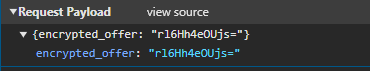 ▼Request Payload view source
▼{encrypted_offer: "rl6Hh4eOUjs="}
encrypted_offer: "rl6Hh4eOUjs="